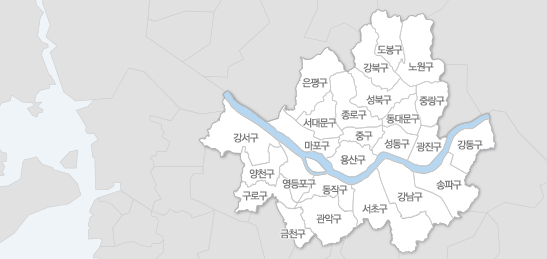 도봉구
강북구
노원구
은평구
성북구
중랑구
종로구
동대문구
서대문구
중구
강서구
마포구
성동구
광진구
강동구
용산구
양천구
영등포구
동작구
송파구
구로구
강남구
서초구
관악구
금천구